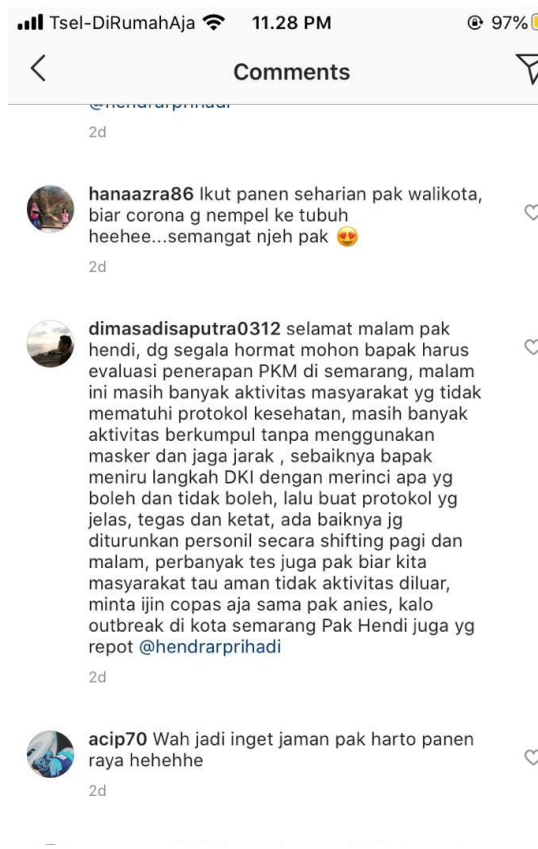 Tsel-DiRumahAja 11.28 PM 97%
Comments
@hendrarprihadi
2d
hanaazra86 Ikut panen seharian pak walikota,
biar corona g nempel ke tubuh
heehee...semangat njeh pak 😍
2d
dimasadisaputra0312 selamat malam pak
hendi, dg segala hormat mohon bapak harus
evaluasi penerapan PKM di semarang, malam
ini masih banyak aktivitas masyarakat yg tidak
mematuhi protokol kesehatan, masih banyak
aktivitas berkumpul tanpa menggunakan
masker dan jaga jarak , sebaiknya bapak
meniru langkah DKI dengan merinci apa yg
boleh dan tidak boleh, lalu buat protokol yg
jelas, tegas dan ketat, ada baiknya jg
diturunkan personil secara shifting pagi dan
malam, perbanyak tes juga pak biar kita
masyarakat tau aman tidak aktivitas diluar,
minta ijin copas aja sama pak anies, kalo
outbreak di kota semarang Pak Hendi juga yg
repot @hendrarprihadi
2d
acip70 Wah jadi inget jaman pak harto panen
raya hehehhe
2d